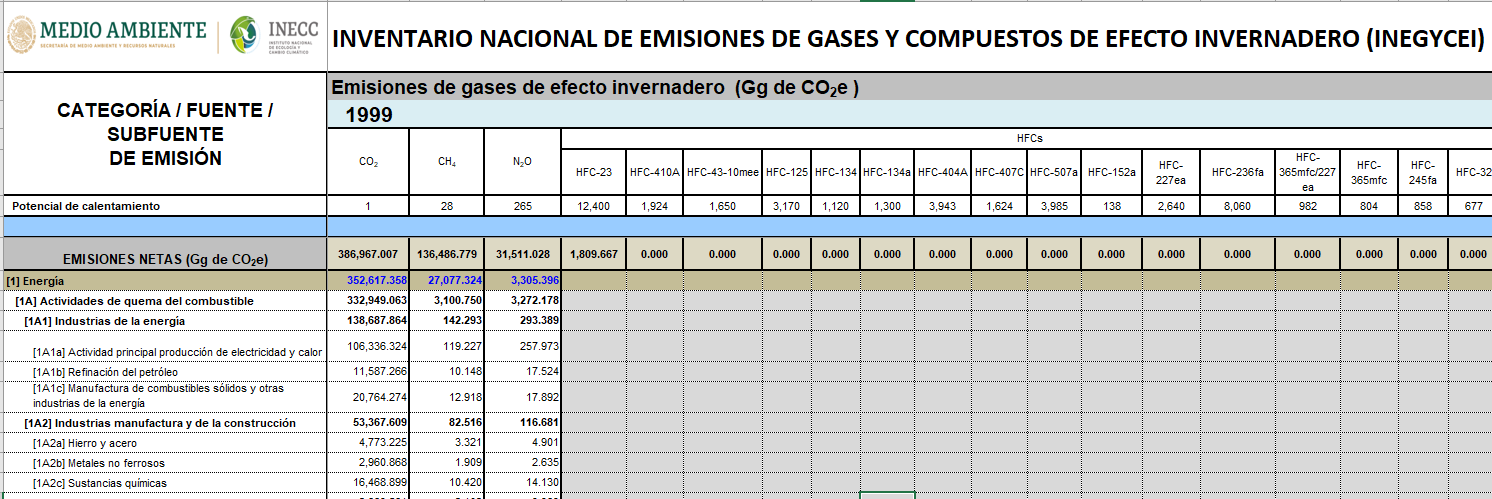 MEDIO AMBIENTE
SECRETARÍA DE MEDIO AMBIENTE Y RECURSOS NATURALES
INECC
INSTITUTO NACIONAL
DE ECOLOGÍA Y
CAMBIO CLIMÁTICO
INVENTARIO NACIONAL DE EMISIONES DE GASES Y COMPUESTOS DE EFECTO INVERNADERO (INEGYCEI)
CATEGORÍA / FUENTE /
SUBFUENTE
DE EMISIÓN
Emisiones de gases de efecto invernadero (Gg de CO₂e )
1999
CO₂ CH₄ N₂O HFCs
HFC-23 HFC-410A HFC-43-10mee HFC-125 HFC-134 HFC-134a HFC-404A HFC-407C HFC-507a HFC-152a HFC-227ea HFC-236fa HFC-365mfc/227ea HFC-365mfc HFC-245fa HFC-32
Potencial de calentamiento 1 28 265 12,400 1,924 1,650 3,170 1,120 1,300 3,943 1,624 3,985 138 2,640 8,060 982 804 858 677
EMISIONES NETAS (Gg de CO₂e) 386,967.007 136,486.779 31,511.028 1,809.667 0.000 0.000 0.000 0.000 0.000 0.000 0.000 0.000 0.000 0.000 0.000 0.000 0.000 0.000 0.000
[1] Energía 352,617.358 27,077.324 3,305.396
[1A] Actividades de quema del combustible 332,949.063 3,100.750 3,272.178
[1A1] Industrias de la energía 138,687.864 142.293 293.389
[1A1a] Actividad principal producción de electricidad y calor 106,336.324 119.227 257.973
[1A1b] Refinación del petróleo 11,587.266 10.148 17.524
[1A1c] Manufactura de combustibles sólidos y otras
industrias de la energía 20,764.274 12.918 17.892
[1A2] Industrias manufactura y de la construcción 53,367.609 82.516 116.681
[1A2a] Hierro y acero 4,773.225 3.321 4.901
[1A2b] Metales no ferrosos 2,960.868 1.909 2.635
[1A2c] Sustancias químicas 16,468.899 10.420 14.130